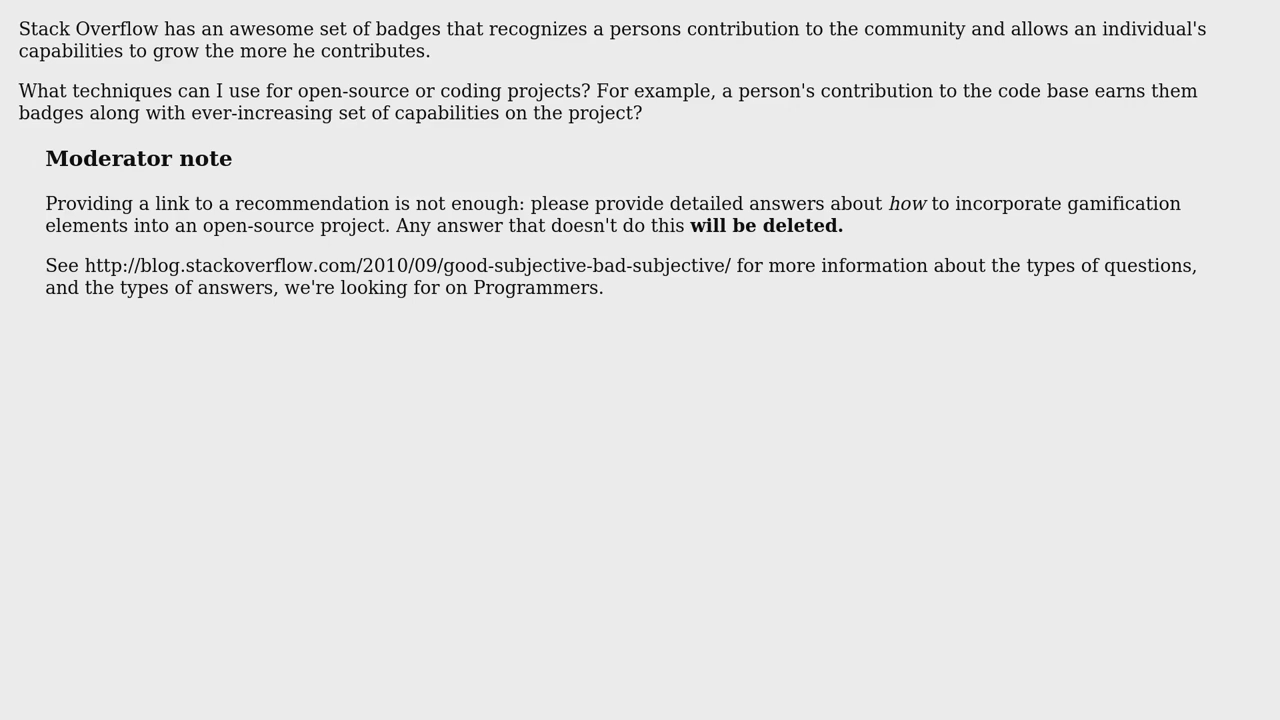 Stack Overflow has an awesome set of badges that recognizes a persons contribution to the community and allows an individual's
capabilities to grow the more he contributes.
What techniques can I use for open-source or coding projects? For example, a person's contribution to the code base earns them
badges along with ever-increasing set of capabilities on the project?
Moderator note
Providing a link to a recommendation is not enough: please provide detailed answers about how to incorporate gamification
elements into an open-source project. Any answer that doesn't do this will be deleted.
See http://blog.stackoverflow.com/2010/09/good-subjective-bad-subjective/ for more information about the types of questions,
and the types of answers, we're looking for on Programmers.